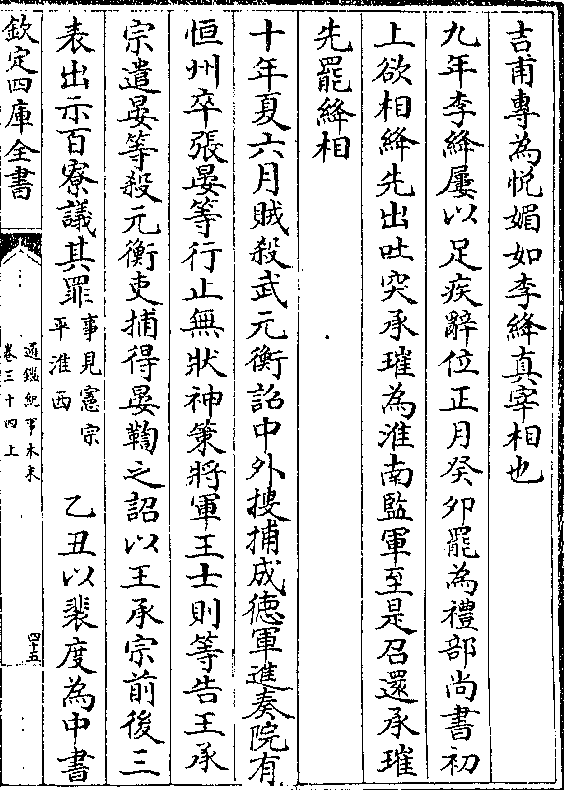 吉甫專為悅媚如李絳真宰相也
九年李絳屢以足疾辭位正月癸卯罷為禮部尚書初
上欲相絳先出吐突承璀為淮南監軍至是召還承璀
先罷絳相
十年夏六月賊殺武元衡詔中外搜捕成德軍進奏院有
恒州卒張晏等行止無狀神策將軍王士則等告王承
宗遣晏等殺元衡吏捕得晏鞫之詔以王承宗前後三
表出示百寮議其罪事見憲宗平淮西 乙丑以裴度為中書
欽定四庫全書
通鑑紀事本末
卷三十四上
四十五